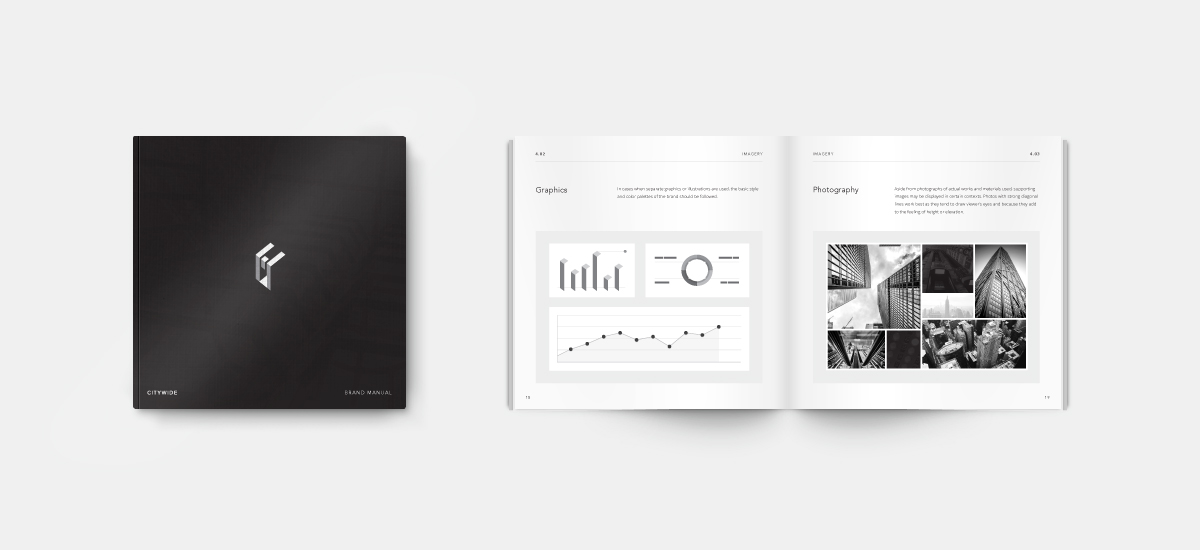 CITYWIDE
BRAND MANUAL
4.02
IMAGERY
Graphics
In cases when separate graphics or illustrations are used, the basic style
and color palettes of the brand should be followed.
IMAGERY
4.03
Photography
Aside from photographs of actual works and materials used, supporting
images may be displayed in certain contexts. Photos with strong diagonal
lines work best as they tend to draw viewer's eyes and because they add
to the feeling of height or elevation.